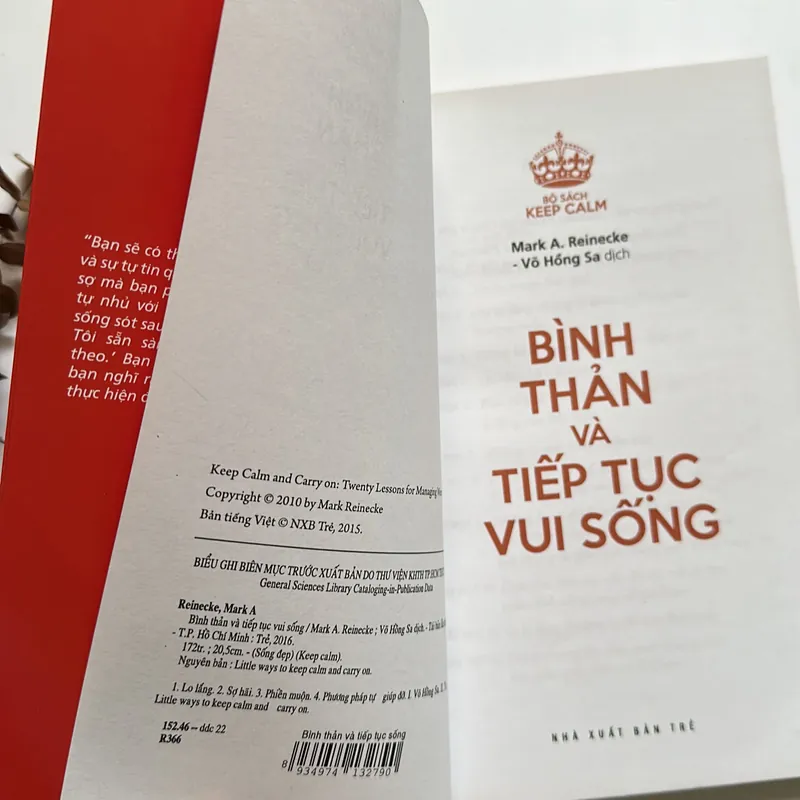 "Bạn sẽ có
và sự tự tin
sợ mà bạn
tự nhủ với
sống sót sau
Tôi sẵn
theo.' Bạn
bạn nghĩ
thực hiện
Keep Calm and Carry on: Twenty Lessons for Managing
Copyright © 2010 by Mark Reinecke
Bản tiếng Việt © NXB Trẻ, 2015.
BIỂU GHI BIÊN MỤC TRƯỚC XUẤT BẢN DO THƯ VIỆN KHTH TP HCM
General Sciences Library Cataloging-in-Publication Data
Reinecke, Mark A
Bình thản và tiếp tục vui sống / Mark A. Reinecke ; Võ Hồng Sa dịch. - Tái bản
- T.P. Hồ Chí Minh : Trẻ, 2016.
172tr. ; 20,5cm. - (Sống đẹp) (Keep calm).
Nguyên bản : Little ways to keep calm and carry on.
1. Lo lắng. 2. Sợ hãi. 3. Phiền muộn. 4. Phương pháp tự giúp đỡ. I. Võ Hồng Sa.
Little ways to keep calm and carry on.
152.46 -- ddc 22
R366
Bình thản và tiếp tục sống
8 934974 132790
BỘ SÁCH
KEEP CALM
Mark A. Reinecke
- Võ Hồng Sa dịch
BÌNH
THẢN
VÀ
TIẾP TỤC
VUI SỐNG
NHÀ XUẤT BẢN TRẺ